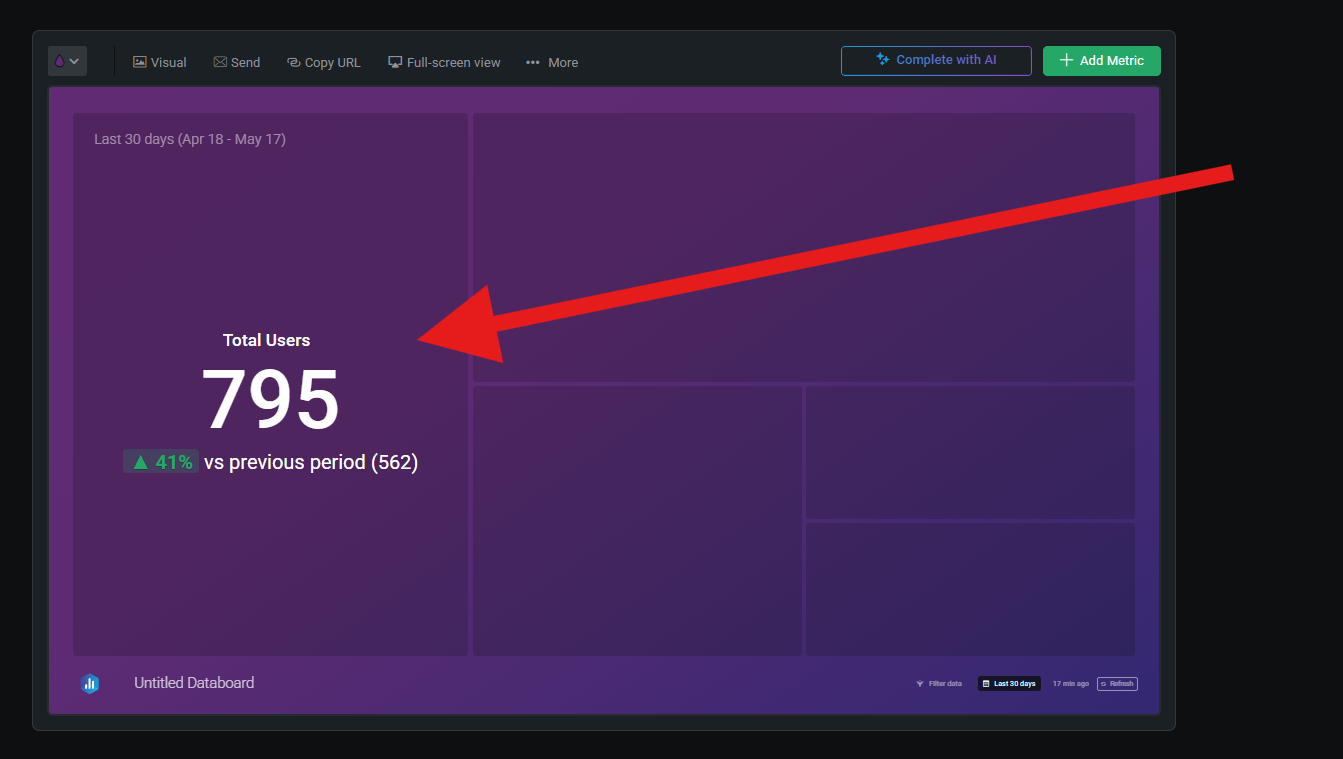 Visual Send Copy URL Full-screen view ••• More Complete with AI Add Metric
Last 30 days (Apr 18 - May 17)
Total Users
795
▲ 41% vs previous period (562)
Untitled Databoard Filter data Last 30 days 17 min ago Refresh